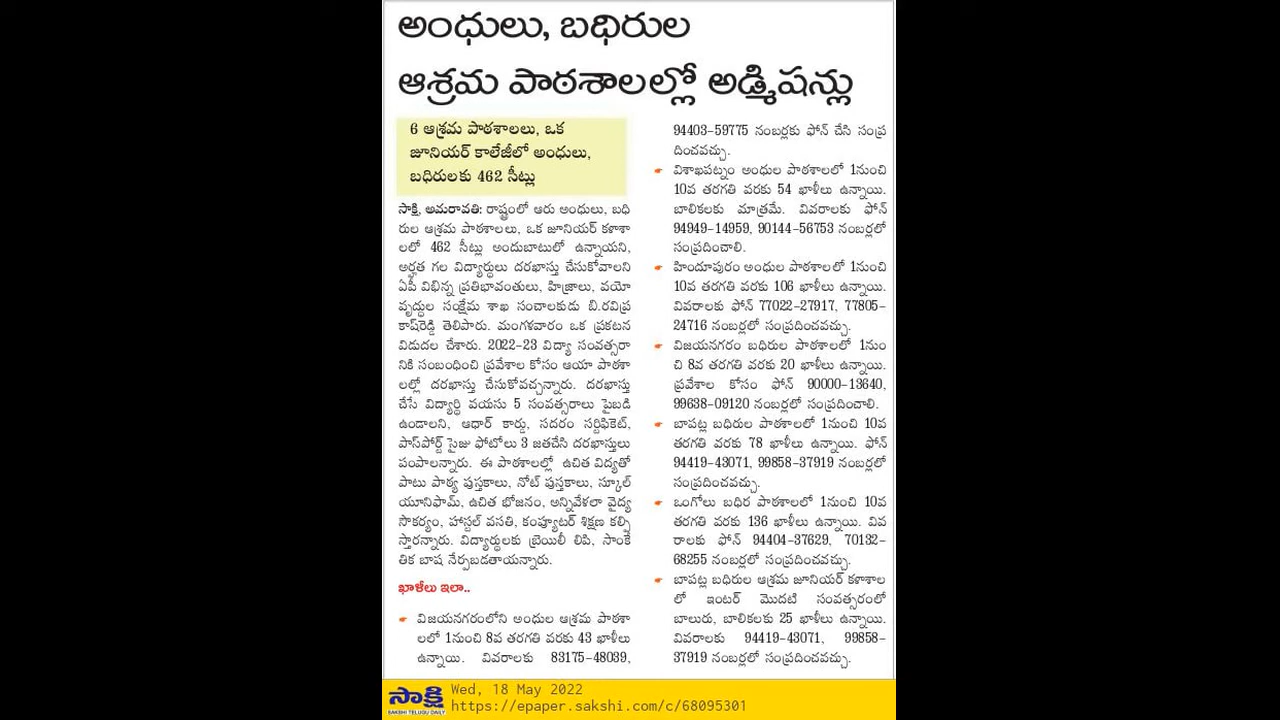 అంధులు, బధిరుల
ఆశ్రమ పాఠశాలల్లో అడ్మిషన్లు
6 ఆశ్రమ పాఠశాలలు, ఒక
జూనియర్ కాలేజీలో అంధులు,
బధిరులకు 462 సీట్లు
సాక్షి, అమరావతి: రాష్ట్రంలో ఆరు అంధులు, బధి
రుల ఆశ్రమ పాఠశాలలు, ఒక జూనియర్ కళాశా
లలో 462 సీట్లు అందుబాటులో ఉన్నాయని,
అర్హత గల విద్యార్థులు దరఖాస్తు చేసుకోవాలని
ఏపీ విభిన్న ప్రతిభావంతులు, హిజ్రాలు, వయో
వృద్ధుల సంక్షేమ శాఖ సంచాలకుడు బి.రవిప్ర
కాష్‌రెడ్డి తెలిపారు. మంగళవారం ఒక ప్రకటన
విడుదల చేశారు. 2022-23 విద్యా సంవత్సరా
నికి సంబంధించి ప్రవేశాల కోసం ఆయా పాఠశా
లల్లో దరఖాస్తు చేసుకోవచ్చన్నారు. దరఖాస్తు
చేసే విద్యార్థి వయసు 5 సంవత్సరాలు పైబడి
ఉండాలని, ఆధార్ కార్డు, సదరం సర్టిఫికెట్,
పాస్‌పోర్ట్ సైజు ఫోటోలు 3 జతచేసి దరఖాస్తులు
పంపాలన్నారు. ఈ పాఠశాలల్లో ఉచిత విద్యతో
పాటు పాఠ్య పుస్తకాలు, నోట్ పుస్తకాలు, స్కూల్
యూనిఫామ్, ఉచిత భోజనం, అన్నివేళలా వైద్య
సౌకర్యం, హాస్టల్ వసతి, కంప్యూటర్ శిక్షణ కల్పి
స్తారన్నారు. విద్యార్థులకు బ్రెయిలీ లిపి, సాంకే
తిక బాష నేర్పబడతాయన్నారు.
ఖాళీలు ఇలా..
విజయనగరంలోని అంధుల ఆశ్రమ పాఠశా
లలో 1నుంచి 8వ తరగతి వరకు 43 ఖాళీలు
ఉన్నాయి. వివరాలకు 83175-48039,
94403-59775 నంబర్లకు ఫోన్ చేసి సంప్ర
దించవచ్చు.
విశాఖపట్నం అంధుల పాఠశాలలో 1నుంచి
10వ తరగతి వరకు 54 ఖాళీలు ఉన్నాయి.
బాలికలకు మాత్రమే. వివరాలకు ఫోన్
94949-14959, 90144-56753 నంబర్లలో
సంప్రదించాలి.
హిందూపురం అంధుల పాఠశాలలో 1నుంచి
10వ తరగతి వరకు 106 ఖాళీలు ఉన్నాయి.
వివరాలకు ఫోన్ 77022-27917, 77805-
24716 నంబర్లలో సంప్రదించవచ్చు.
విజయనగరం బధిరుల పాఠశాలలో 1నుం
చి 8వ తరగతి వరకు 20 ఖాళీలు ఉన్నాయి.
ప్రవేశాల కోసం ఫోన్ 90000-13640,
99638-09120 నంబర్లలో సంప్రదించాలి.
బాపట్ల బధిరుల పాఠశాలలో 1నుంచి 10వ
తరగతి వరకు 78 ఖాళీలు ఉన్నాయి. ఫోన్
94419-43071, 99858-37919 నంబర్లలో
సంప్రదించవచ్చు.
ఒంగోలు బధిర పాఠశాలలో 1నుంచి 10వ
తరగతి వరకు 136 ఖాళీలు ఉన్నాయి. వివ
రాలకు ఫోన్ 94404-37629, 70132-
68255 నంబర్లలో సంప్రదించవచ్చు.
బాపట్ల బధిరుల ఆశ్రమ జూనియర్ కళాశాల
లో ఇంటర్ మొదటి సంవత్సరంలో
బాలురు, బాలికలకు 25 ఖాళీలు ఉన్నాయి.
వివరాలకు 94419-43071, 99858-
37919 నంబర్లలో సంప్రదించవచ్చు.
సాక్షి
SAKSHI TELUGU DAILY
Wed, 18 May 2022
https://epaper.sakshi.com/c/68095301